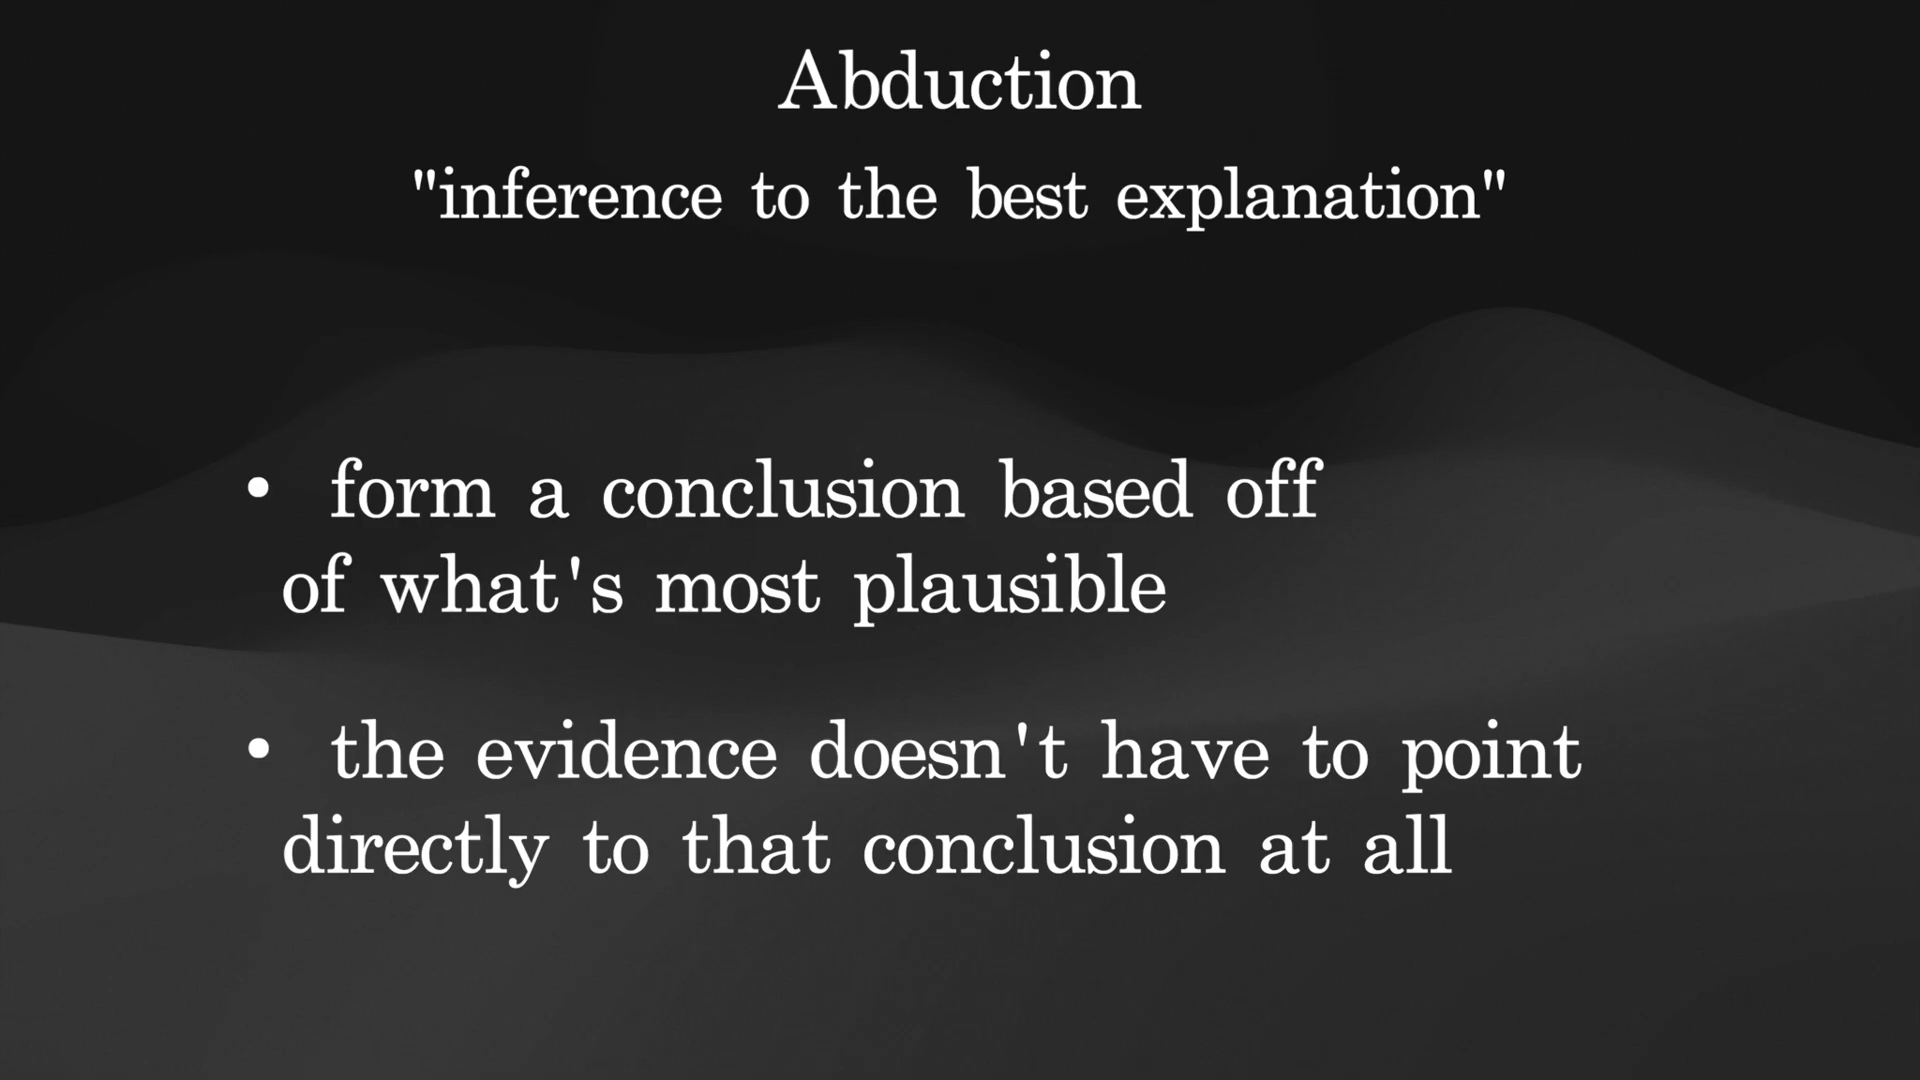 Abduction
"inference to the best explanation"
• form a conclusion based off
of what's most plausible
• the evidence doesn't have to point
directly to that conclusion at all